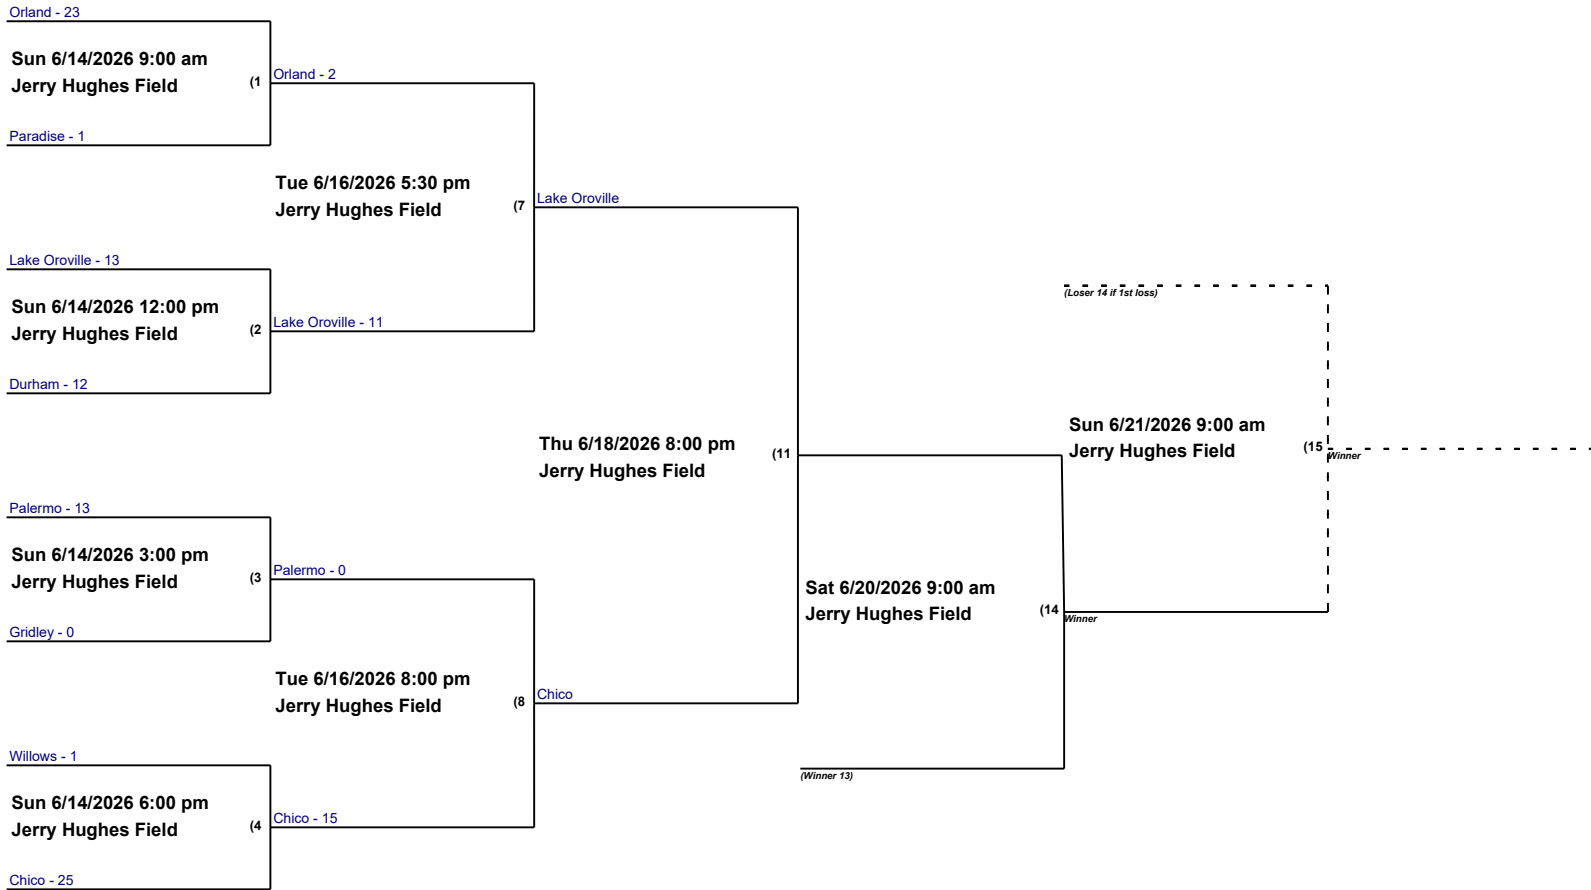 Orland - 23
Sun 6/14/2026 9:00 am
Jerry Hughes Field
(1
Orland - 2
Paradise - 1
Tue 6/16/2026 5:30 pm
Jerry Hughes Field
(7
Lake Oroville
Lake Oroville - 13
Sun 6/14/2026 12:00 pm
Jerry Hughes Field
(2
Lake Oroville - 11
Durham - 12
(Loser 14 if 1st loss)
Sun 6/21/2026 9:00 am
Jerry Hughes Field
(15
Winner
Thu 6/18/2026 8:00 pm
Jerry Hughes Field
(11
Palermo - 13
Sun 6/14/2026 3:00 pm
Jerry Hughes Field
(3
Palermo - 0
Gridley - 0
Sat 6/20/2026 9:00 am
Jerry Hughes Field
(14
Winner
Tue 6/16/2026 8:00 pm
Jerry Hughes Field
(8
Chico
Willows - 1
(Winner 13)
Sun 6/14/2026 6:00 pm
Jerry Hughes Field
(4
Chico - 15
Chico - 25